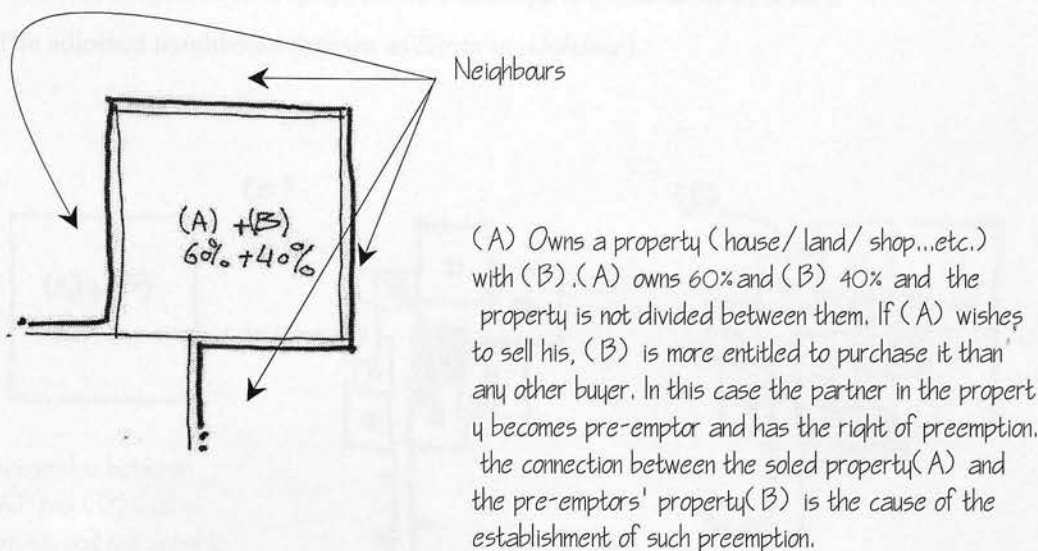 Neighbours
(A) +(B)
60% +40%
(A) Owns a property (house/ land/ shop...etc.)
with (B).(A) owns 60% and (B) 40% and the
property is not divided between them. If (A) wishes
to sell his, (B) is more entitled to purchase it than
any other buyer. In this case the partner in the propert
y becomes pre-emptor and has the right of preemption.
the connection between the soled property(A) and
the pre-emptors' property(B) is the cause of the
establishment of such preemption.